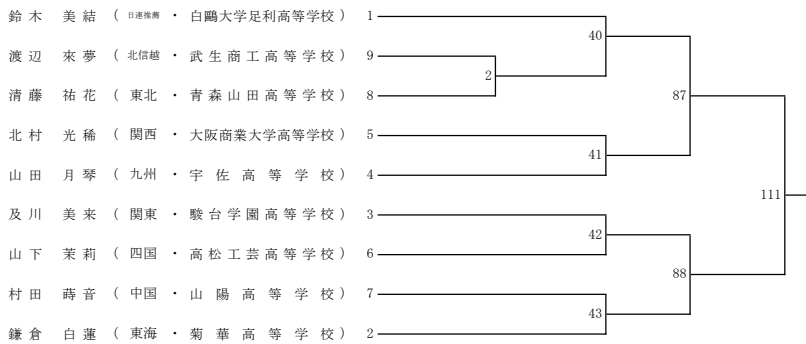 鈴木 美結 ( 日連推薦 ・ 白鷗大学足利高等学校 ) 1
40
渡辺 來夢 ( 北信越 ・ 武生商工高等学校 ) 9
2
清藤 祐花 ( 東北 ・ 青森山田高等学校 ) 8
87
北村 光稀 ( 関西 ・ 大阪商業大学高等学校 ) 5
41
山田 月琴 ( 九州 ・ 宇佐高等学校 ) 4
111
及川 美来 ( 関東 ・ 駿台学園高等学校 ) 3
42
山下 茉莉 ( 四国 ・ 高松工芸高等学校 ) 6
88
村田 蒔音 ( 中国 ・ 山陽高等学校 ) 7
43
鎌倉 白蓮 ( 東海 ・ 菊華高等学校 ) 2